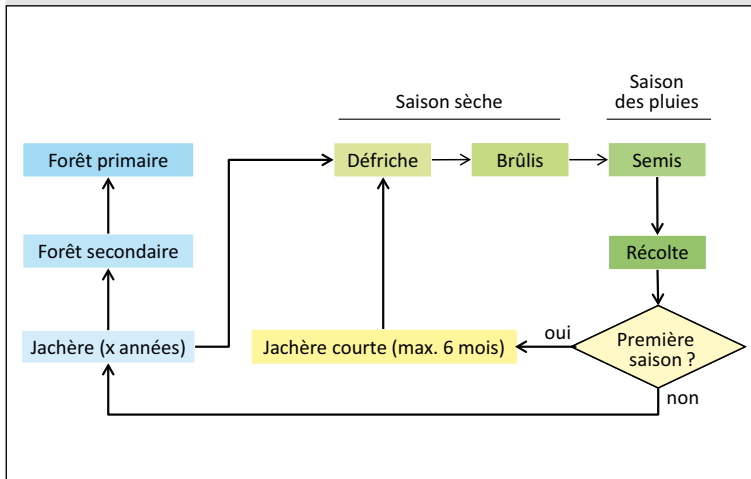 Saison sèche
Saison
des pluies
Forêt primaire
Défriche
Brûlis
Semis
Forêt secondaire
Récolte
Jachère (x années)
Jachère courte (max. 6 mois)
oui
Première
saison ?
non